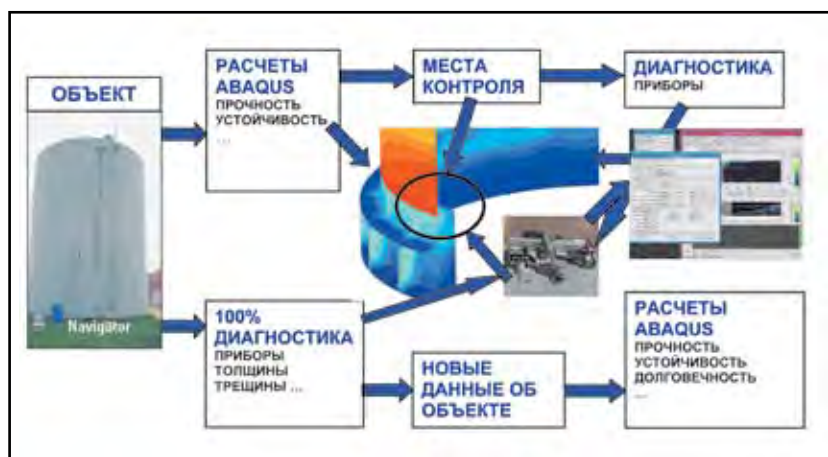 ОБЪЕКТ
Navigator
РАСЧЕТЫ
ABAQUS
ПРОЧНОСТЬ
УСТОЙЧИВОСТЬ
...
МЕСТА
КОНТРОЛЯ
ДИАГНОСТИКА
ПРИБОРЫ
100%
ДИАГНОСТИКА
ПРИБОРЫ
ТОЛЩИНЫ
ТРЕЩИНЫ ...
НОВЫЕ
ДАННЫЕ ОБ
ОБЪЕКТЕ
РАСЧЕТЫ
ABAQUS
ПРОЧНОСТЬ
УСТОЙЧИВОСТЬ
ДОЛГОВЕЧНОСТЬ
...